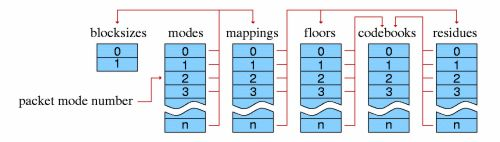 blocksizes modes mappings floors codebooks residues
0 0 0 0 0 0
1 1 1 1 1 1
2 2 2 2 2
packet mode number
3 3 3 3 3
n n n n n